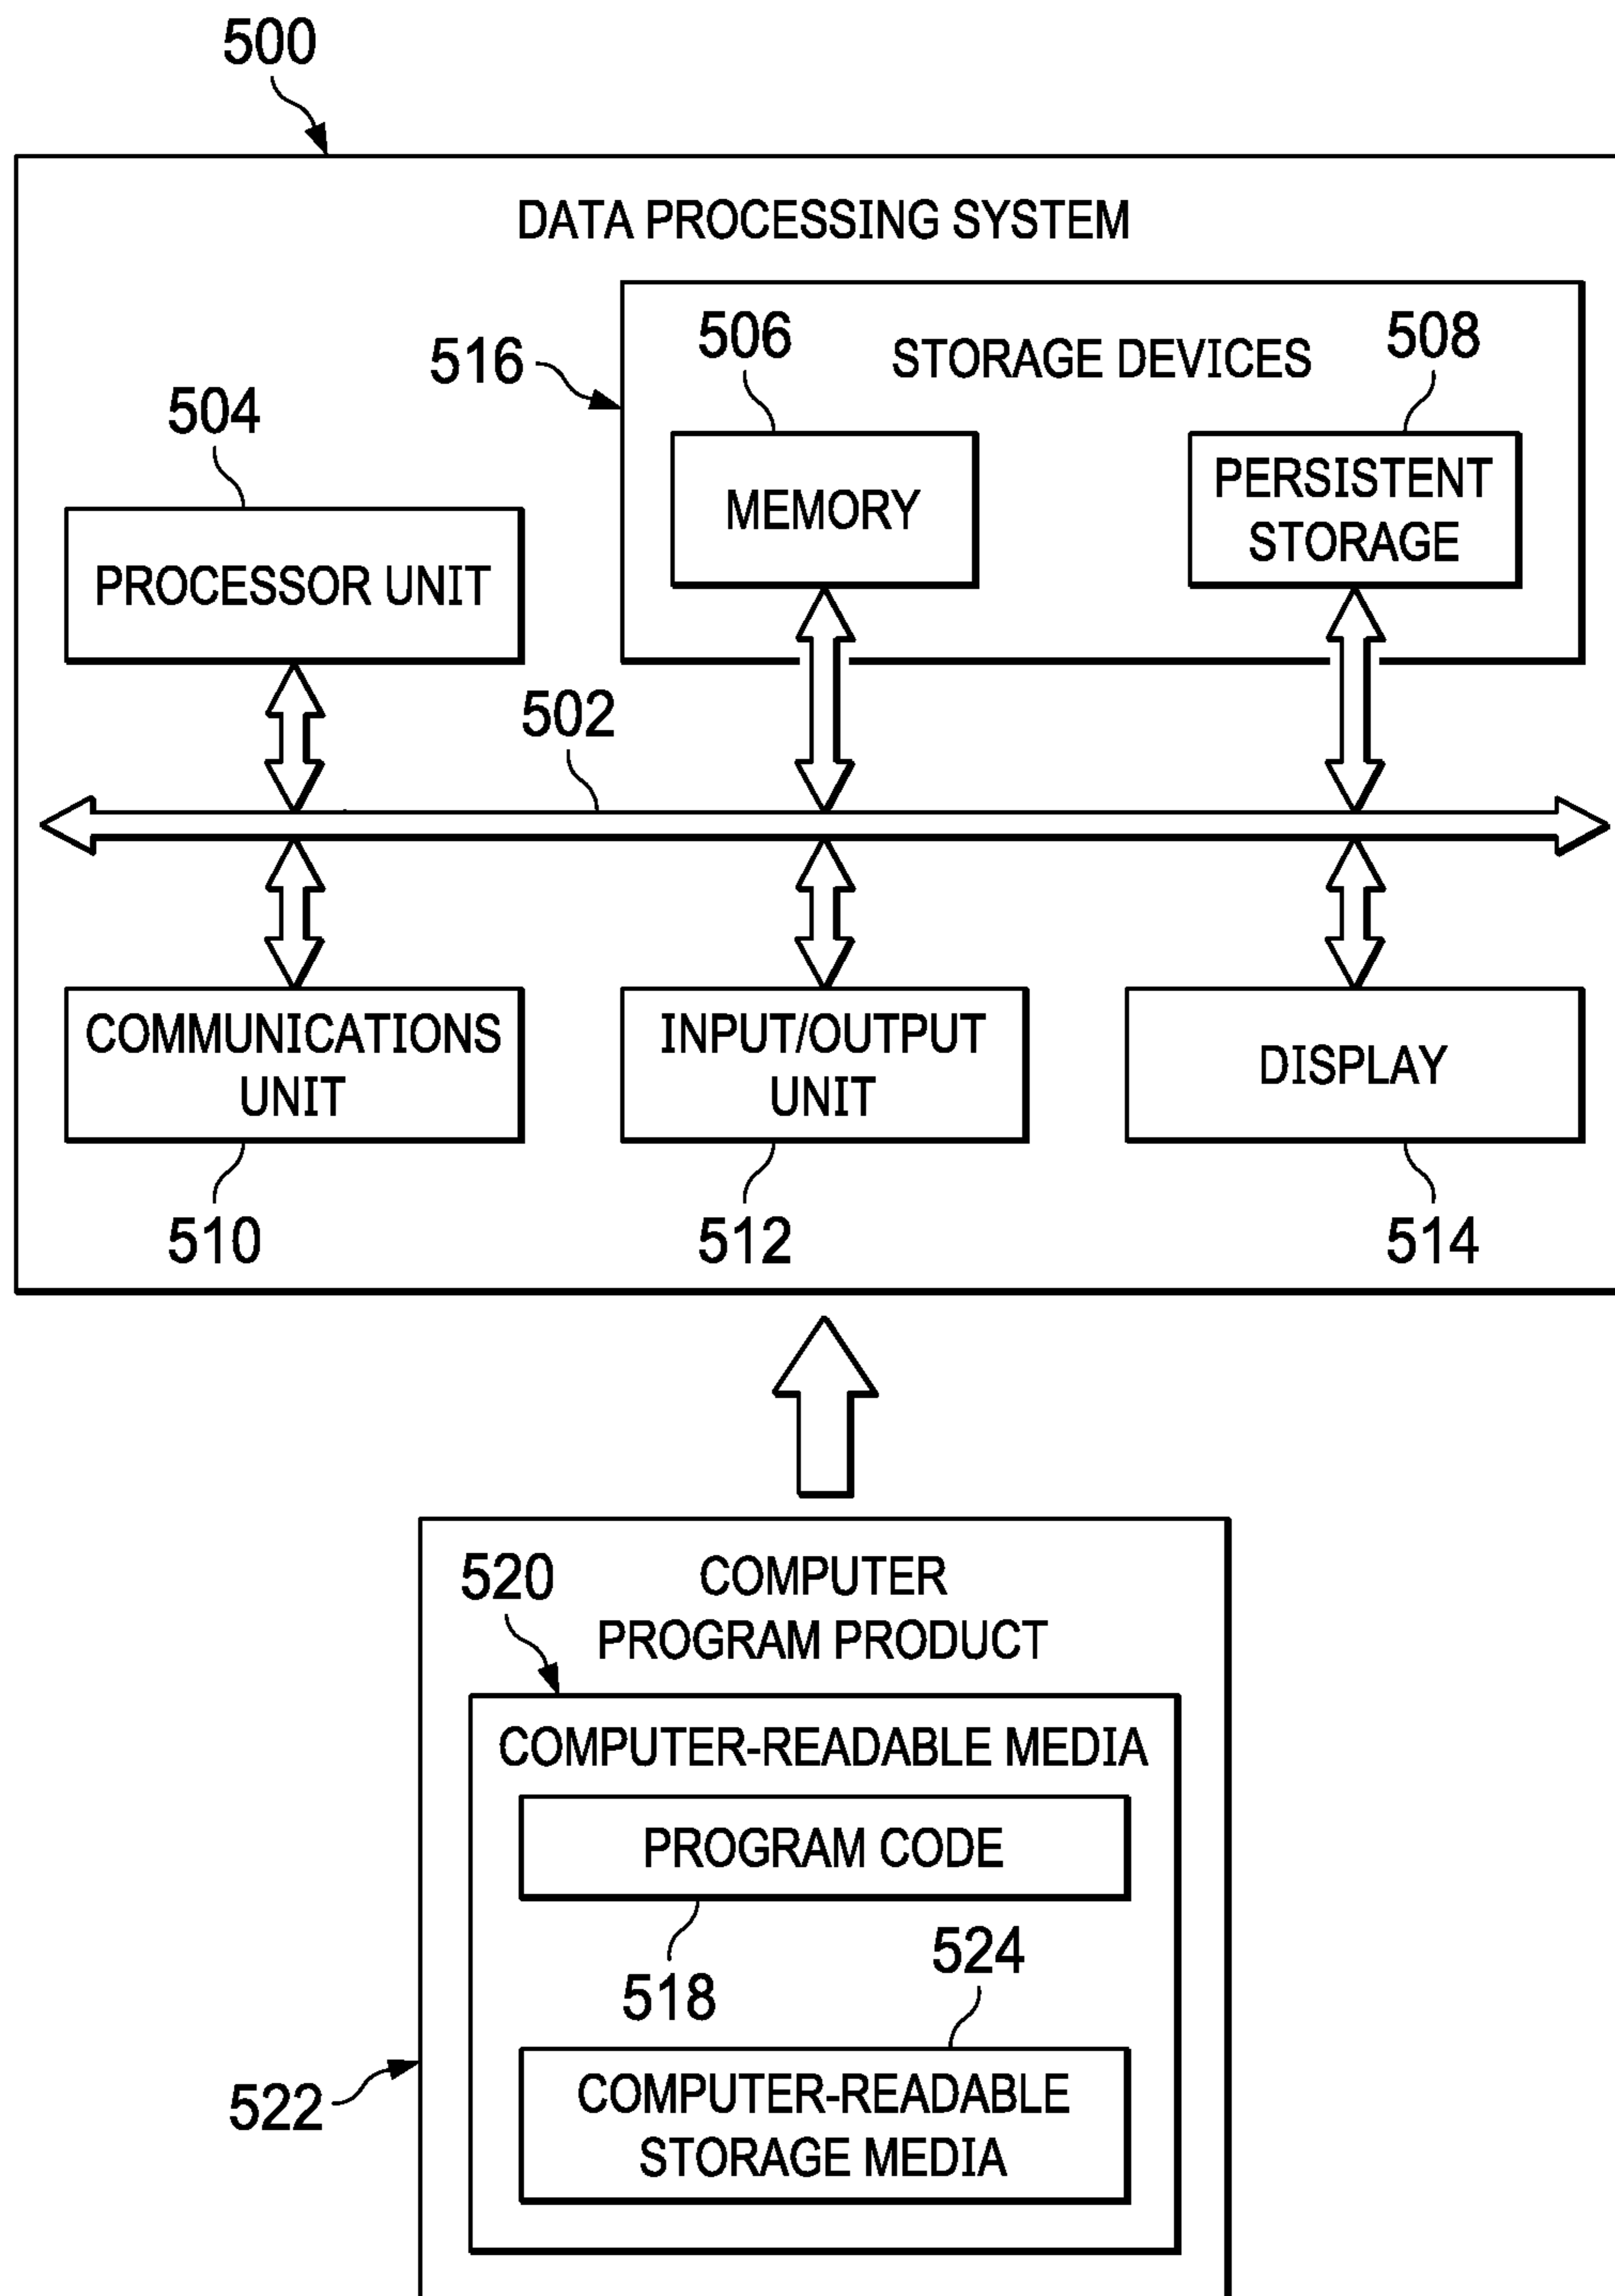 500
DATA PROCESSING SYSTEM
516
506
STORAGE DEVICES
508
504
MEMORY
PERSISTENT
STORAGE
PROCESSOR UNIT
502
COMMUNICATIONS
UNIT
INPUT/OUTPUT
UNIT
DISPLAY
510
512
514
520
COMPUTER
PROGRAM PRODUCT
COMPUTER-READABLE MEDIA
PROGRAM CODE
518
524
522
COMPUTER-READABLE
STORAGE MEDIA